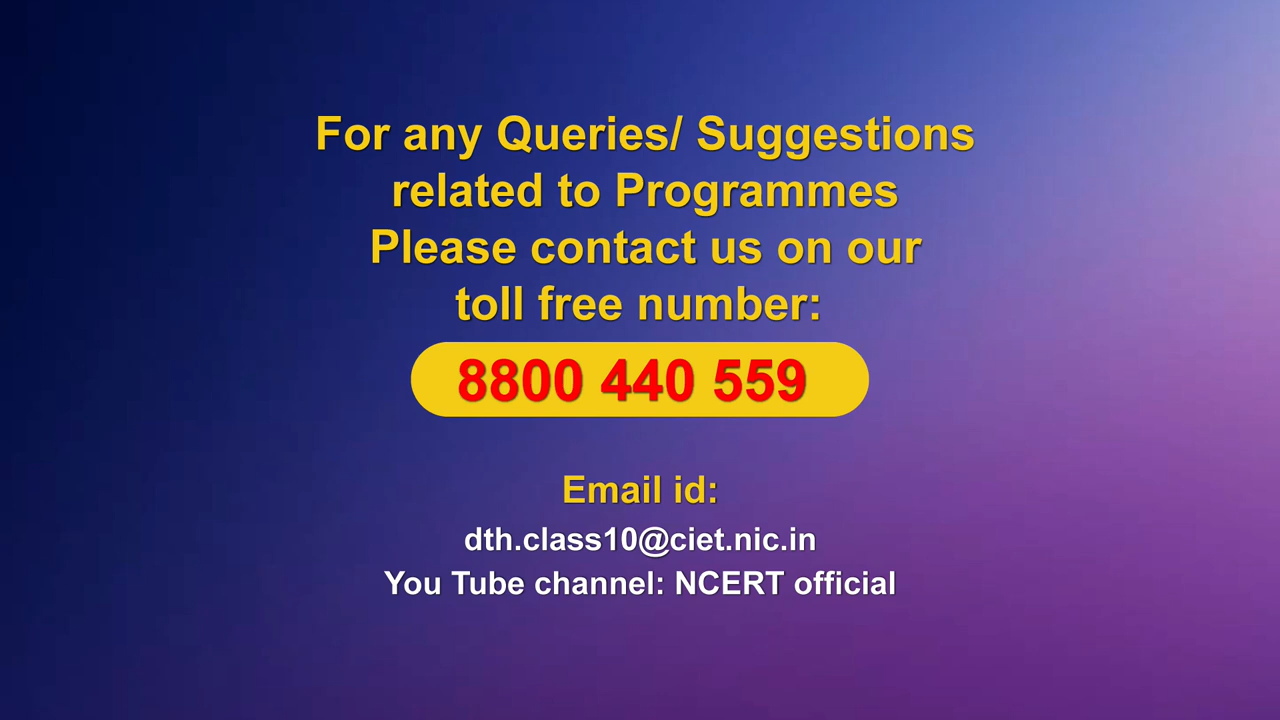 For any Queries/ Suggestions
related to Programmes
Please contact us on our
toll free number:
8800 440 559
Email id:
dth.class10@ciet.nic.in
You Tube channel: NCERT official